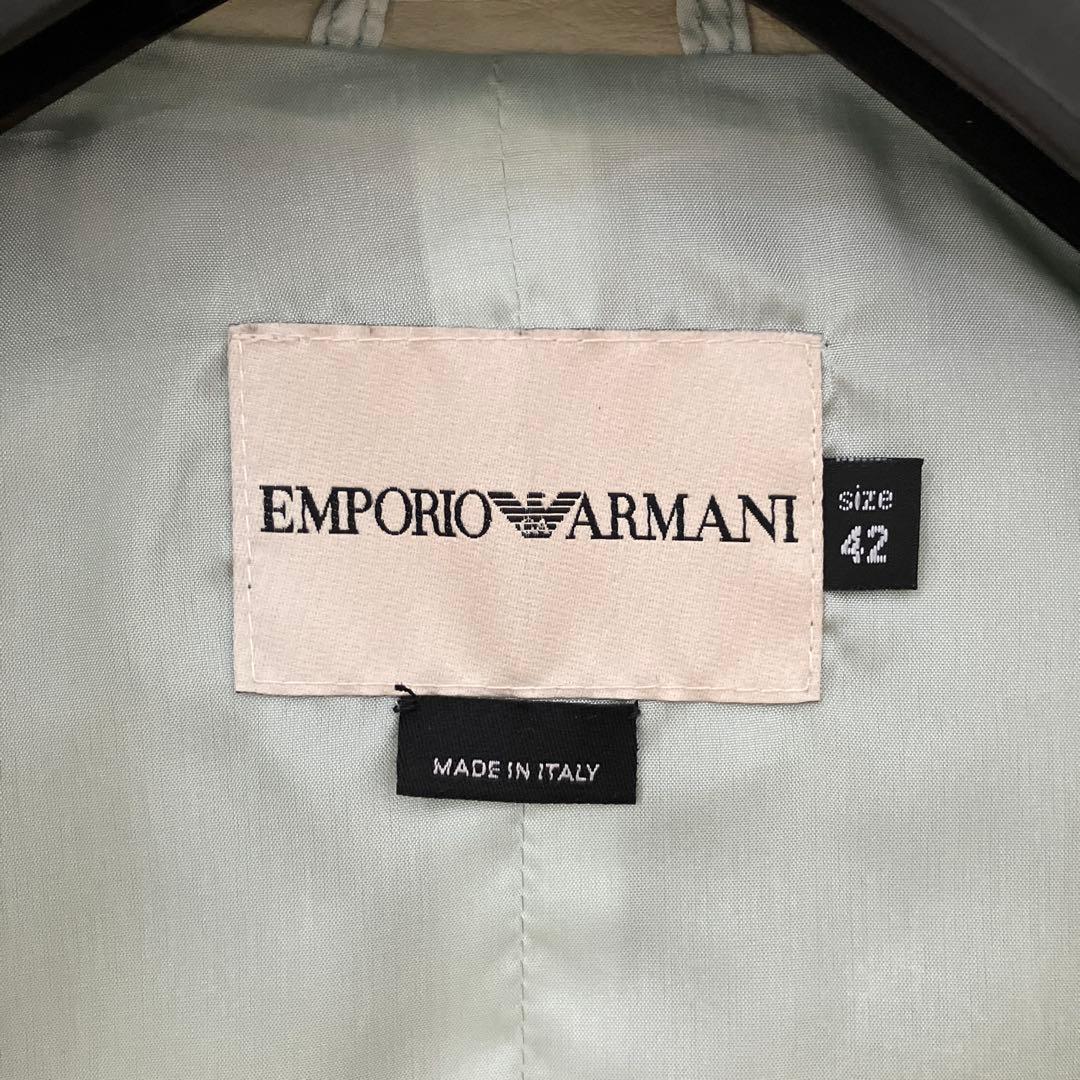 EMPORIO ARMANI
size
42
MADE IN ITALY